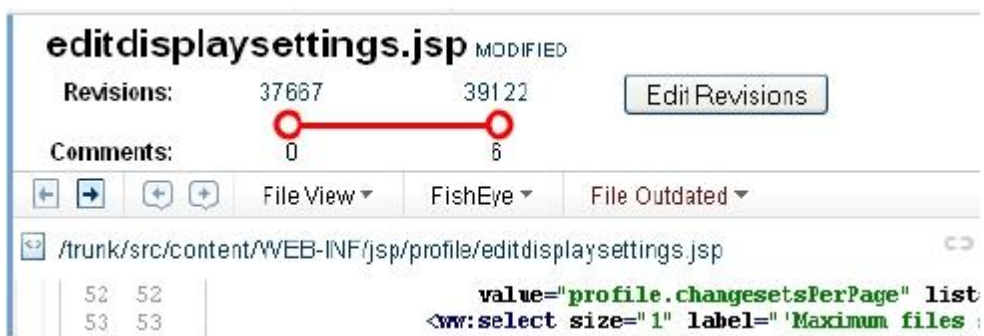 editdisplaysettings.jsp MODIFIED
Revisions: 37667 39122 Edit Revisions
Comments: 0 6
File View FishEye File Outdated
/trunk/src/content/WEB-INF/jsp/profile/editdisplaysettings.jsp
52 52 value="profile.changesetsPerPage" list
53 53 <ww:select size="1" label="'Maximum files